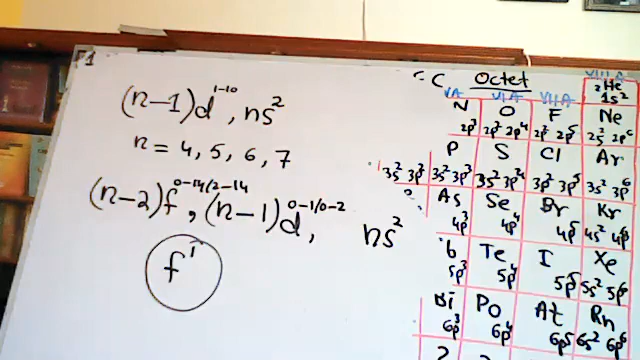 (n-1)d¹⁻¹⁰, ns²
n = 4, 5, 6, 7
(n-2)f⁰⁻¹⁴/²⁻¹⁴, (n-1)d⁰⁻¹/⁰⁻², ns²
f¹
C Octet
VA VIA VIIA VIIIA
₂He
1s²
N O F Ne
2p³ 2p² 2p⁴ 2p⁵ 2s² 2p⁶
P S Cl Ar
3s² 3p² 3s² 3p³ 3s² 3p⁴ 3p² 3p⁵ 3s² 3p⁶
As Se Br Kr
4p³ 4p⁴ 4p⁵ 4s² 4p⁶
Te I Xe
5p³ 5p⁴ 5p⁵ 5s² 5p⁶
Bi Po At Rn
6p³ 6p⁴ 6p⁵ 6s² 6p⁶